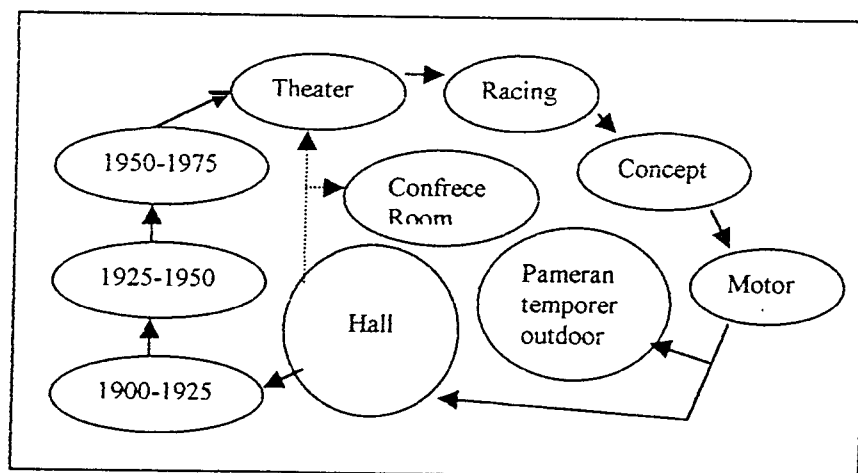 Theater
Racing
1950-1975
Confrece
Room
Concept
1925-1950
Hall
Pameran
temporer
outdoor
Motor
1900-1925